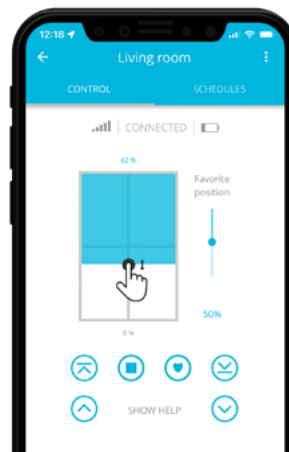 12:18
Living room
CONTROL SCHEDULES
CONNECTED
62 %
Favorite
position
50%
0 %
SHOW HELP